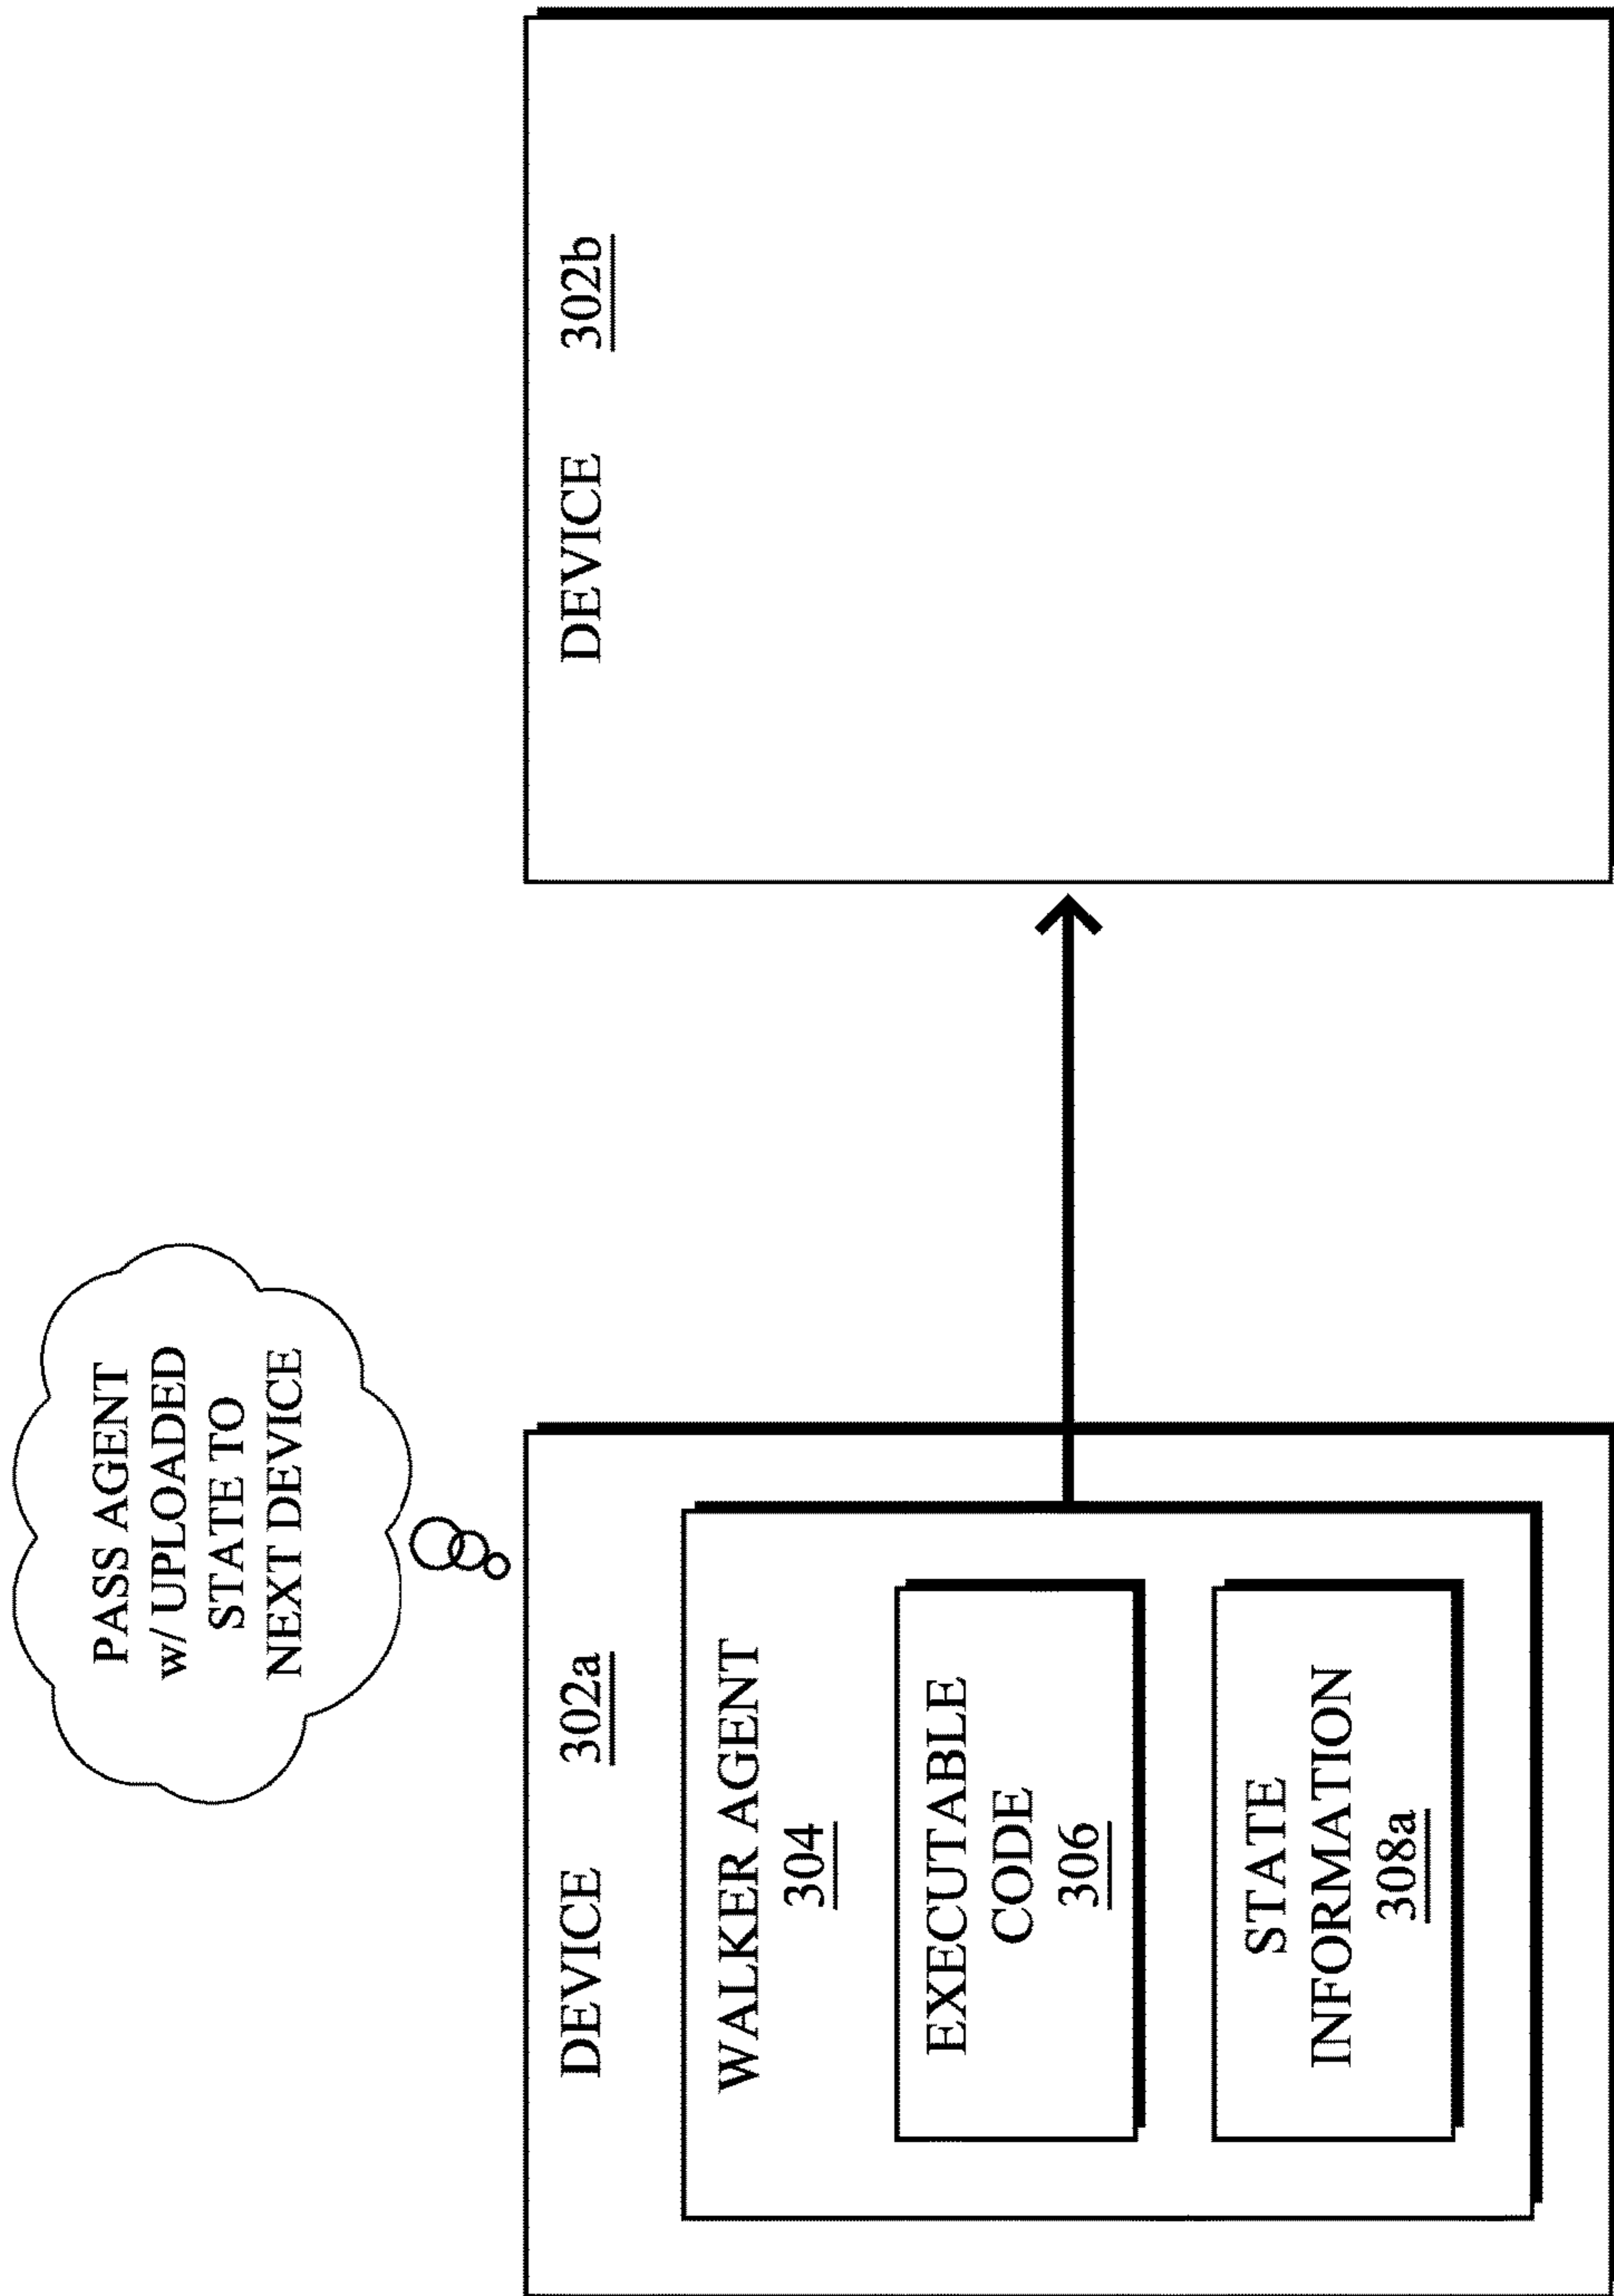 PASS AGENT
w/ UPLOADED
STATE TO
NEXT DEVICE
DEVICE 302a
WALKER AGENT
304
EXECUTABLE
CODE
306
STATE
INFORMATION
308a
DEVICE 302b